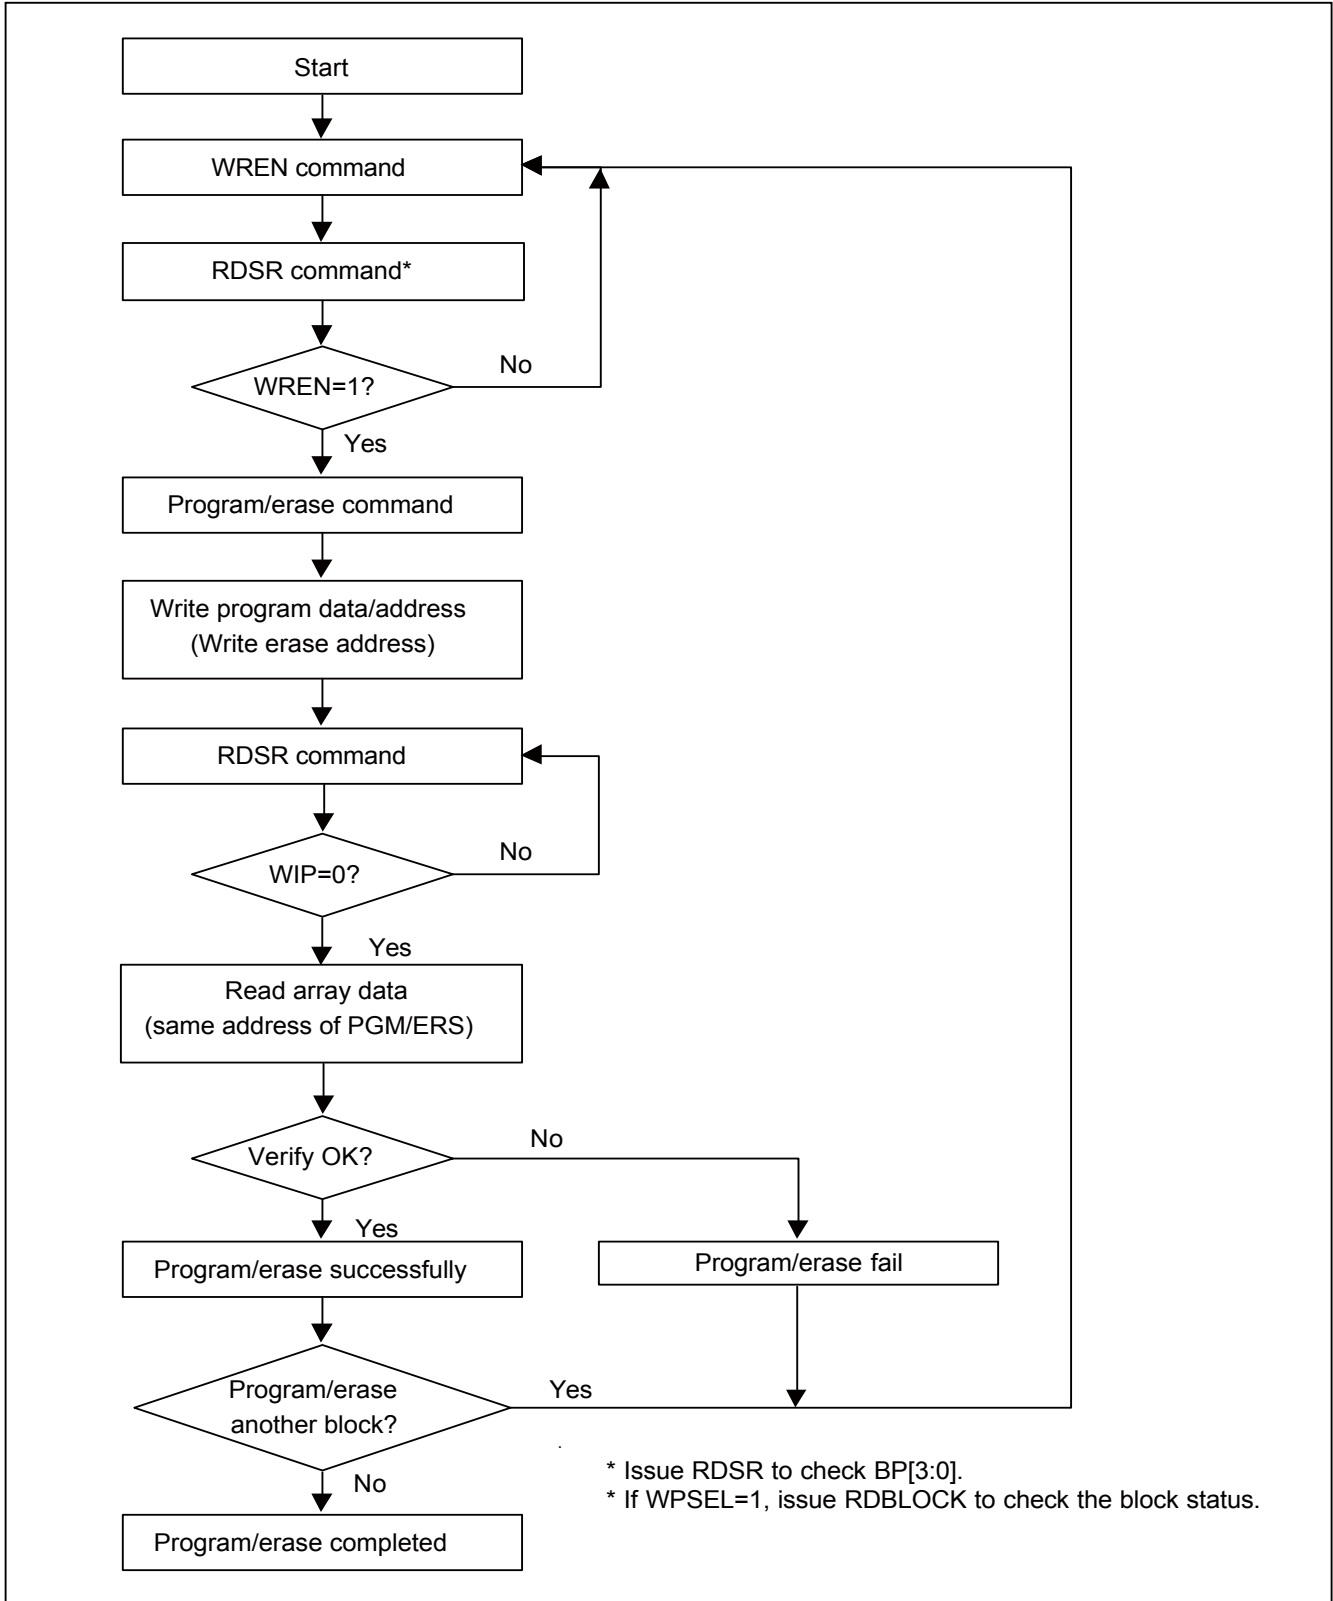 Start
WREN command
RDSR command*
WREN=1?
No
Yes
Program/erase command
Write program data/address
(Write erase address)
RDSR command
WIP=0?
No
Yes
Read array data
(same address of PGM/ERS)
Verify OK?
No
Yes
Program/erase successfully
Program/erase fail
Program/erase
another block?
Yes
No
* Issue RDSR to check BP[3:0].
* If WPSEL=1, issue RDBLOCK to check the block status.
Program/erase completed